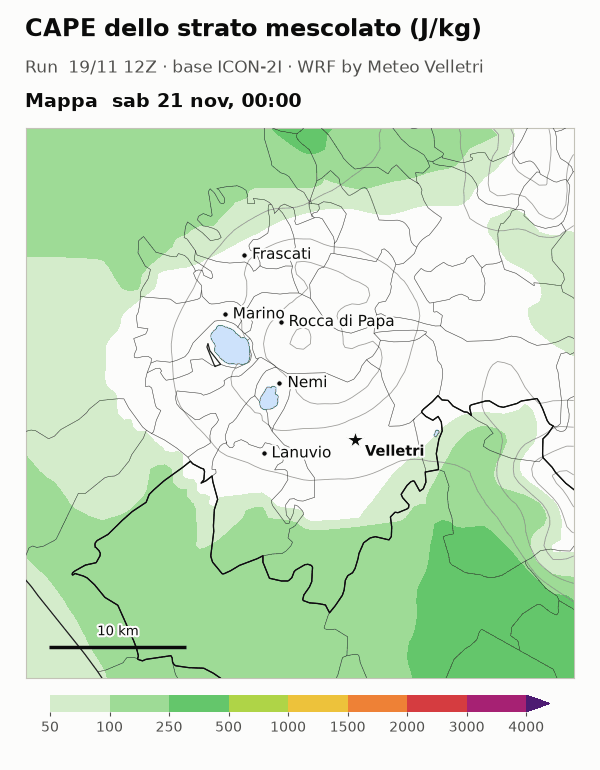 CAPE dello strato mescolato (J/kg)
Run  19/11 12Z · base ICON-2I · WRF by Meteo Velletri
Mappa  sab 21 nov, 00:00
Frascati
Marino
Rocca di Papa
Nemi
Velletri
Lanuvio
10 km
50 100 250 500 1000 1500 2000 3000 4000